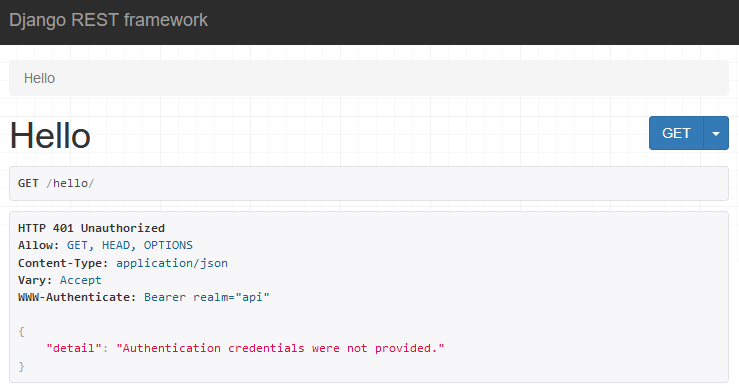 Django REST framework
Hello
Hello
GET
GET /hello/
HTTP 401 Unauthorized
Allow: GET, HEAD, OPTIONS
Content-Type: application/json
Vary: Accept
WWW-Authenticate: Bearer realm="api"
{
    "detail": "Authentication credentials were not provided."
}